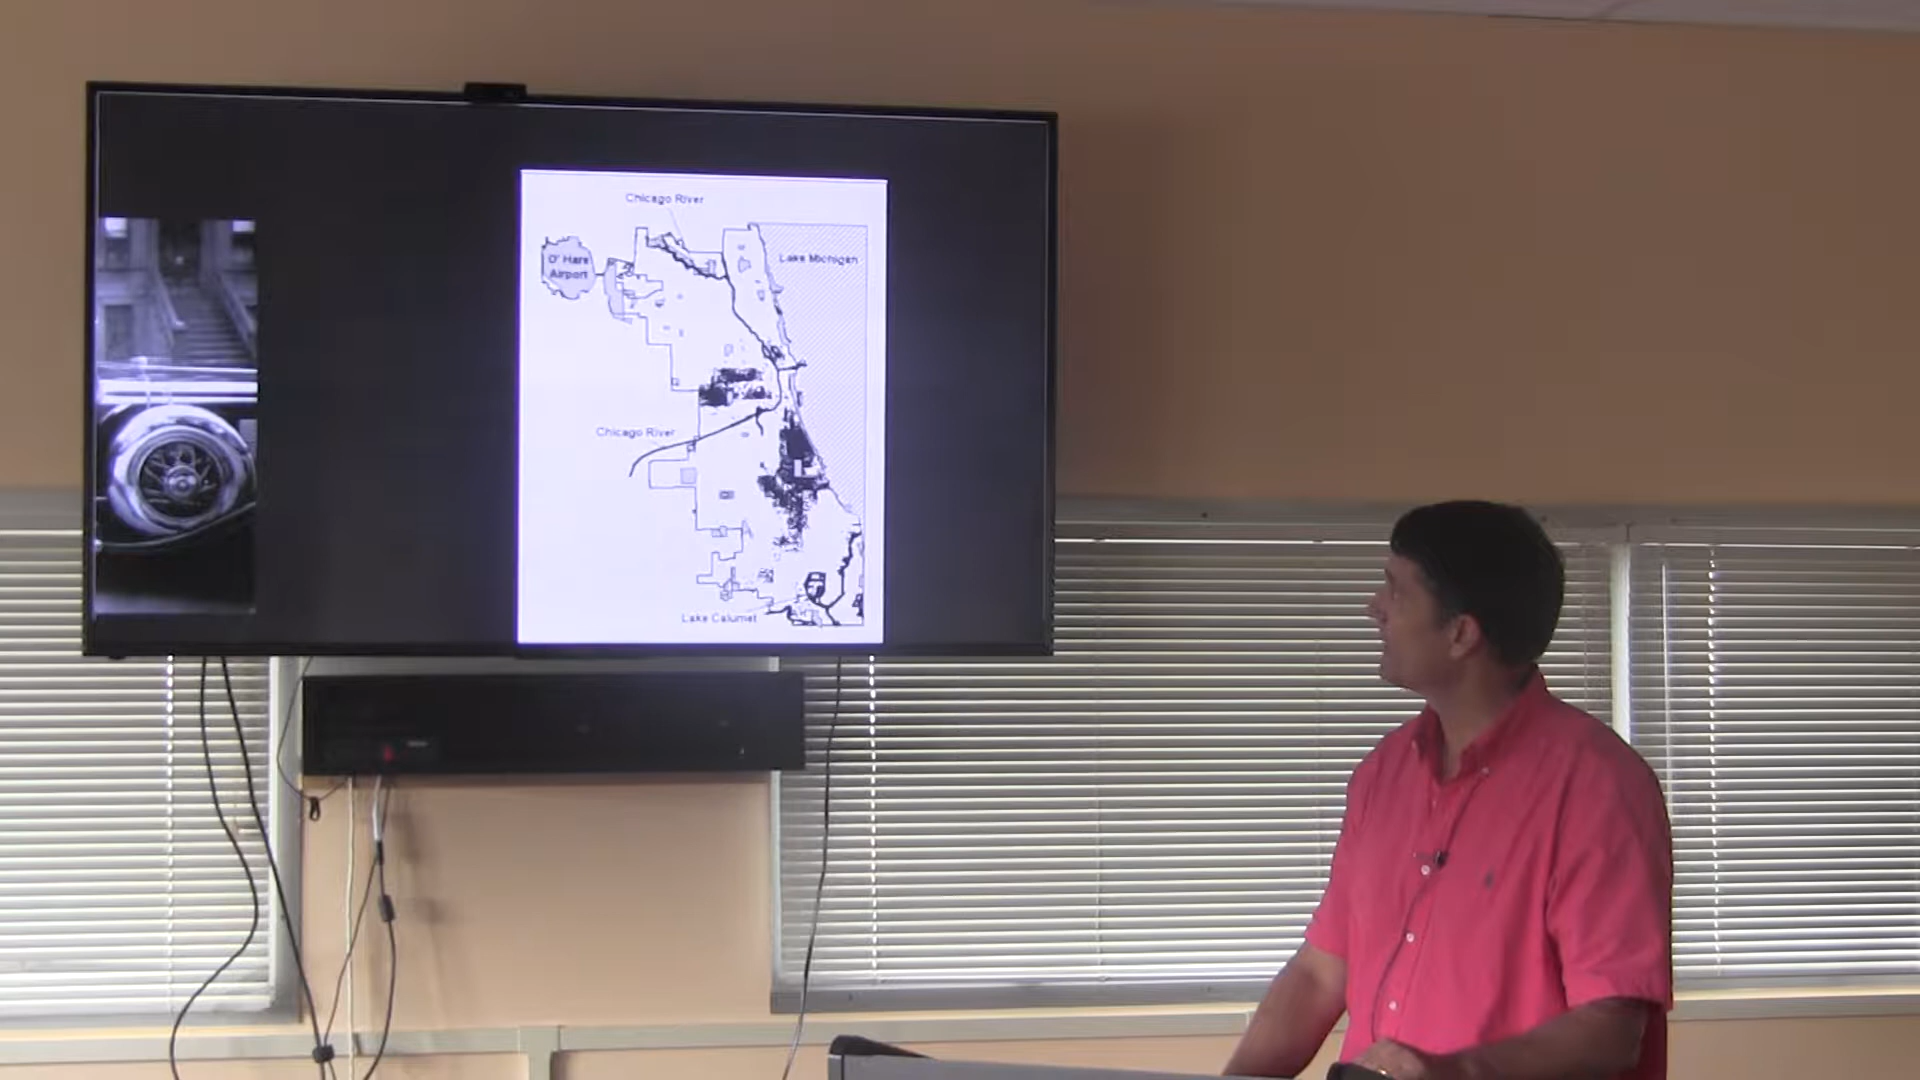 Chicago River
O' Hare
Airport
Lake Michigan
Chicago River
Lake Calumet